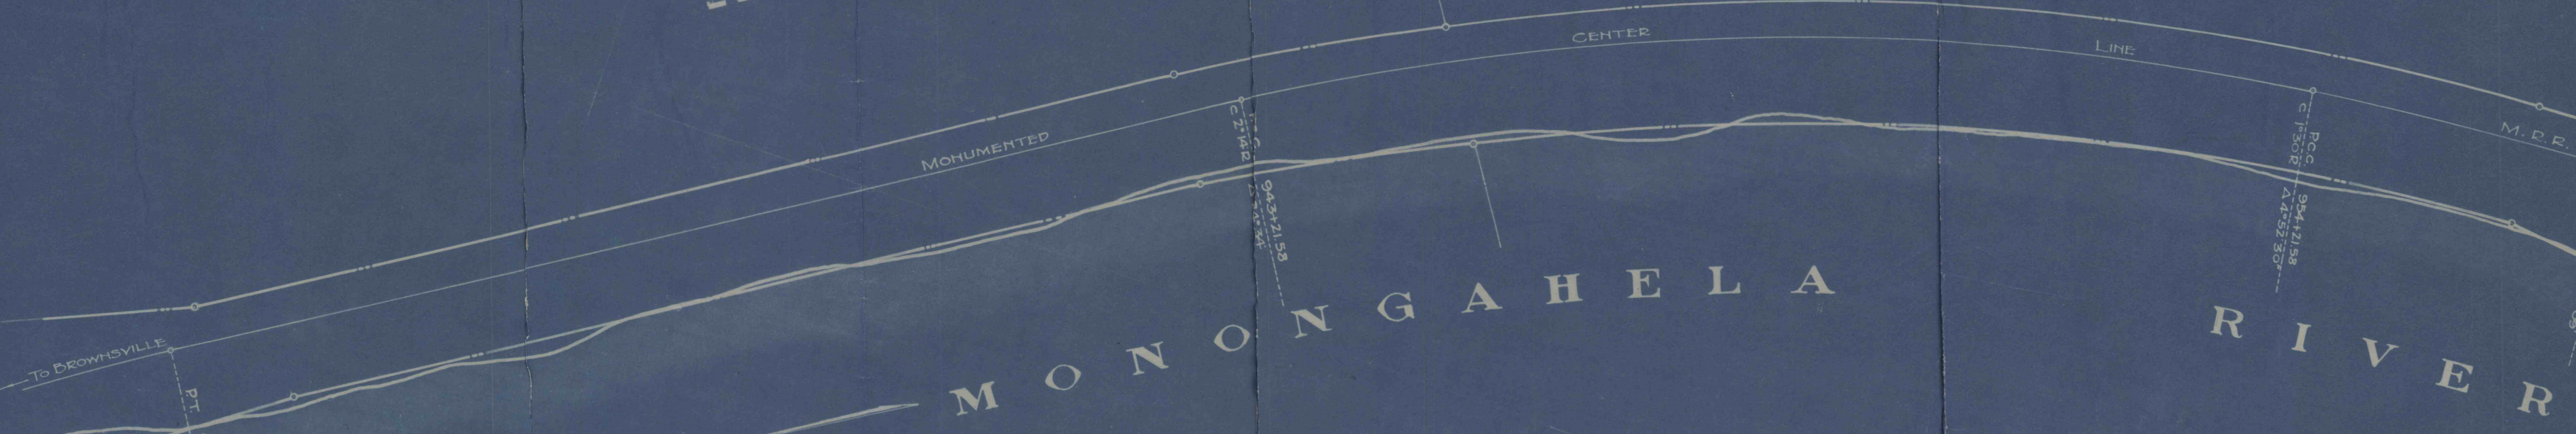 CENTER
LINE
MONUMENTED
M.R.R.
C 2°14'R
943+21.58
P.C.C.
C 1°30'R
954+21.58
Δ 4°52'30"
TO BROWNSVILLE
P.T.
MONONGAHELA
RIVER